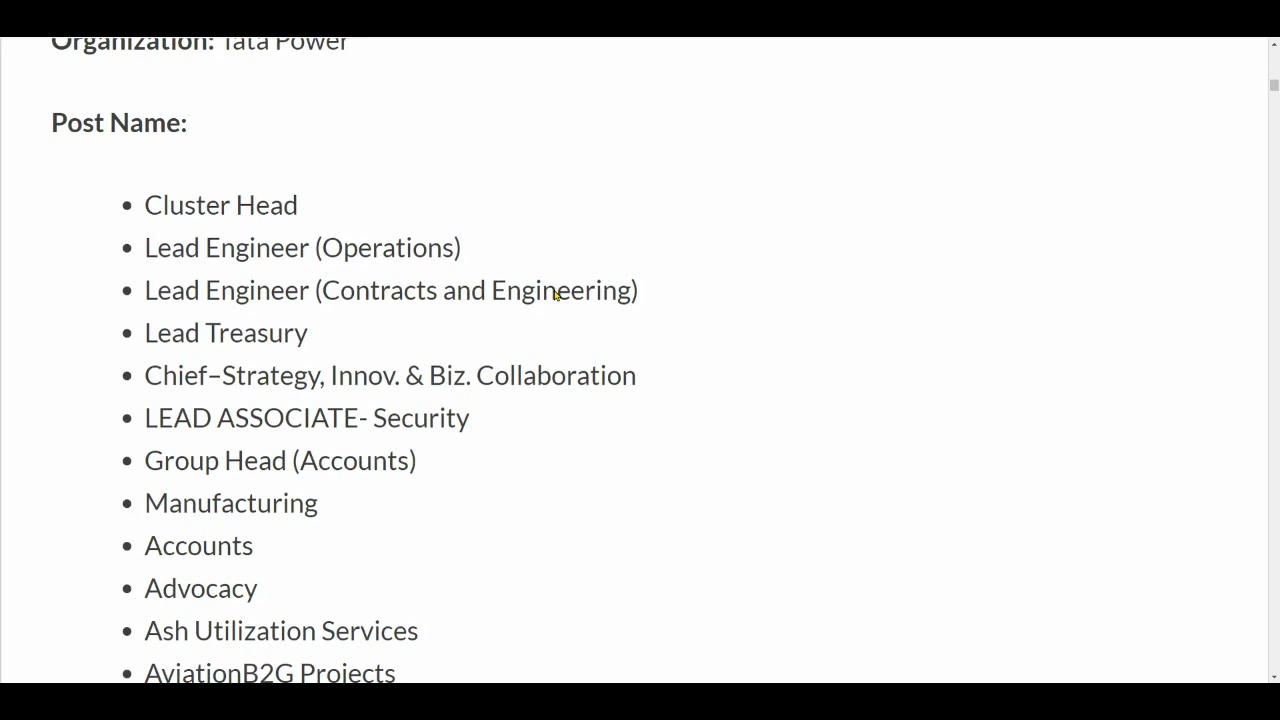 Organization: Tata Power
Post Name:
• Cluster Head
• Lead Engineer (Operations)
• Lead Engineer (Contracts and Engineering)
• Lead Treasury
• Chief–Strategy, Innov. & Biz. Collaboration
• LEAD ASSOCIATE- Security
• Group Head (Accounts)
• Manufacturing
• Accounts
• Advocacy
• Ash Utilization Services
• AviationB2G Projects